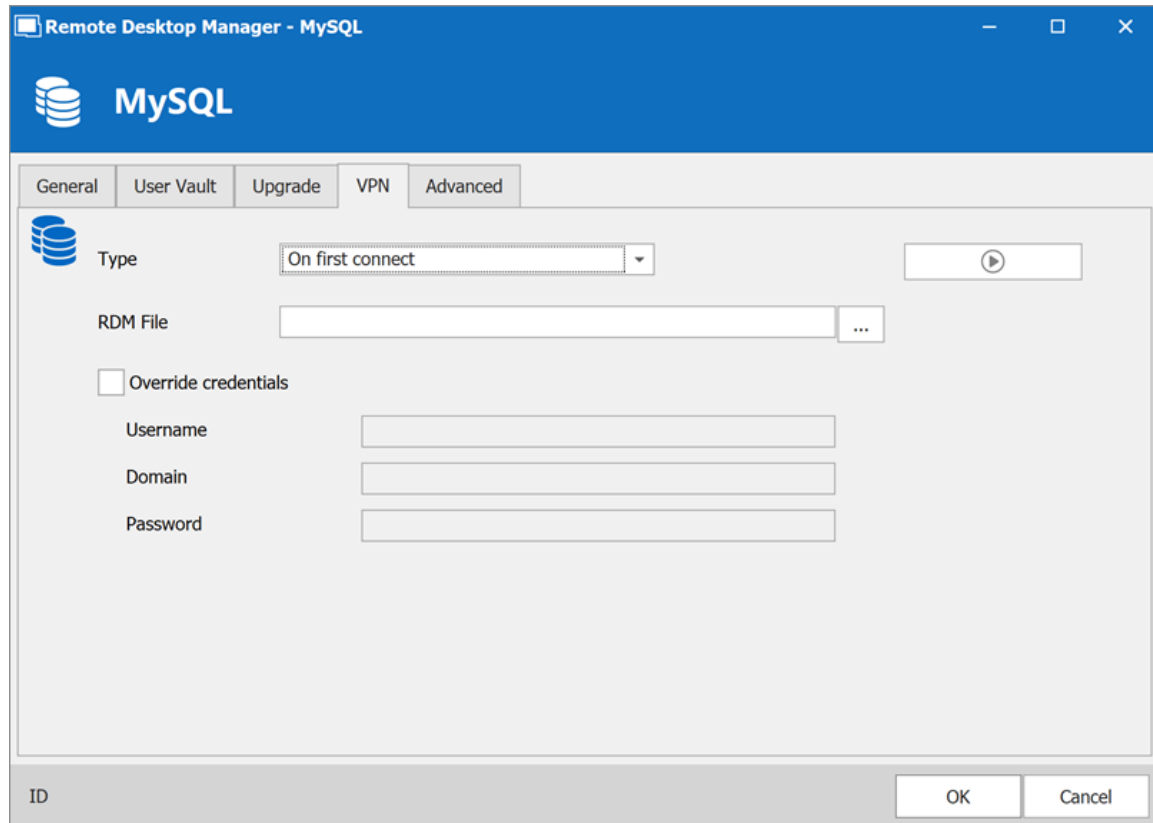 Remote Desktop Manager - MySQL
MySQL
General User Vault Upgrade VPN Advanced
Type On first connect
RDM File ...
Override credentials
Username
Domain
Password
ID OK Cancel